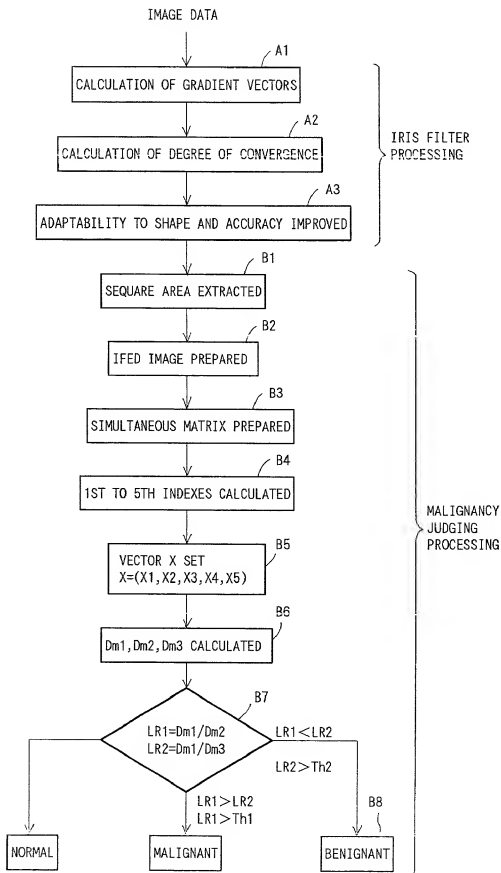 IMAGE DATA
A1
CALCULATION OF GRADIENT VECTORS
A2
CALCULATION OF DEGREE OF CONVERGENCE
IRIS FILTER
PROCESSING
A3
ADAPTABILITY TO SHAPE AND ACCURACY IMPROVED
B1
SEQUARE AREA EXTRACTED
B2
IFED IMAGE PREPARED
B3
SIMULTANEOUS MATRIX PREPARED
B4
1ST TO 5TH INDEXES CALCULATED
MALIGNANCY
JUDGING
PROCESSING
B5
VECTOR X SET
X=(X1,X2,X3,X4,X5)
B6
Dm1,Dm2,Dm3 CALCULATED
B7
LR1=Dm1/Dm2
LR2=Dm1/Dm3
LR1<LR2
LR2>Th2
LR1>LR2
LR1>Th1
B8
NORMAL
MALIGNANT
BENIGNANT